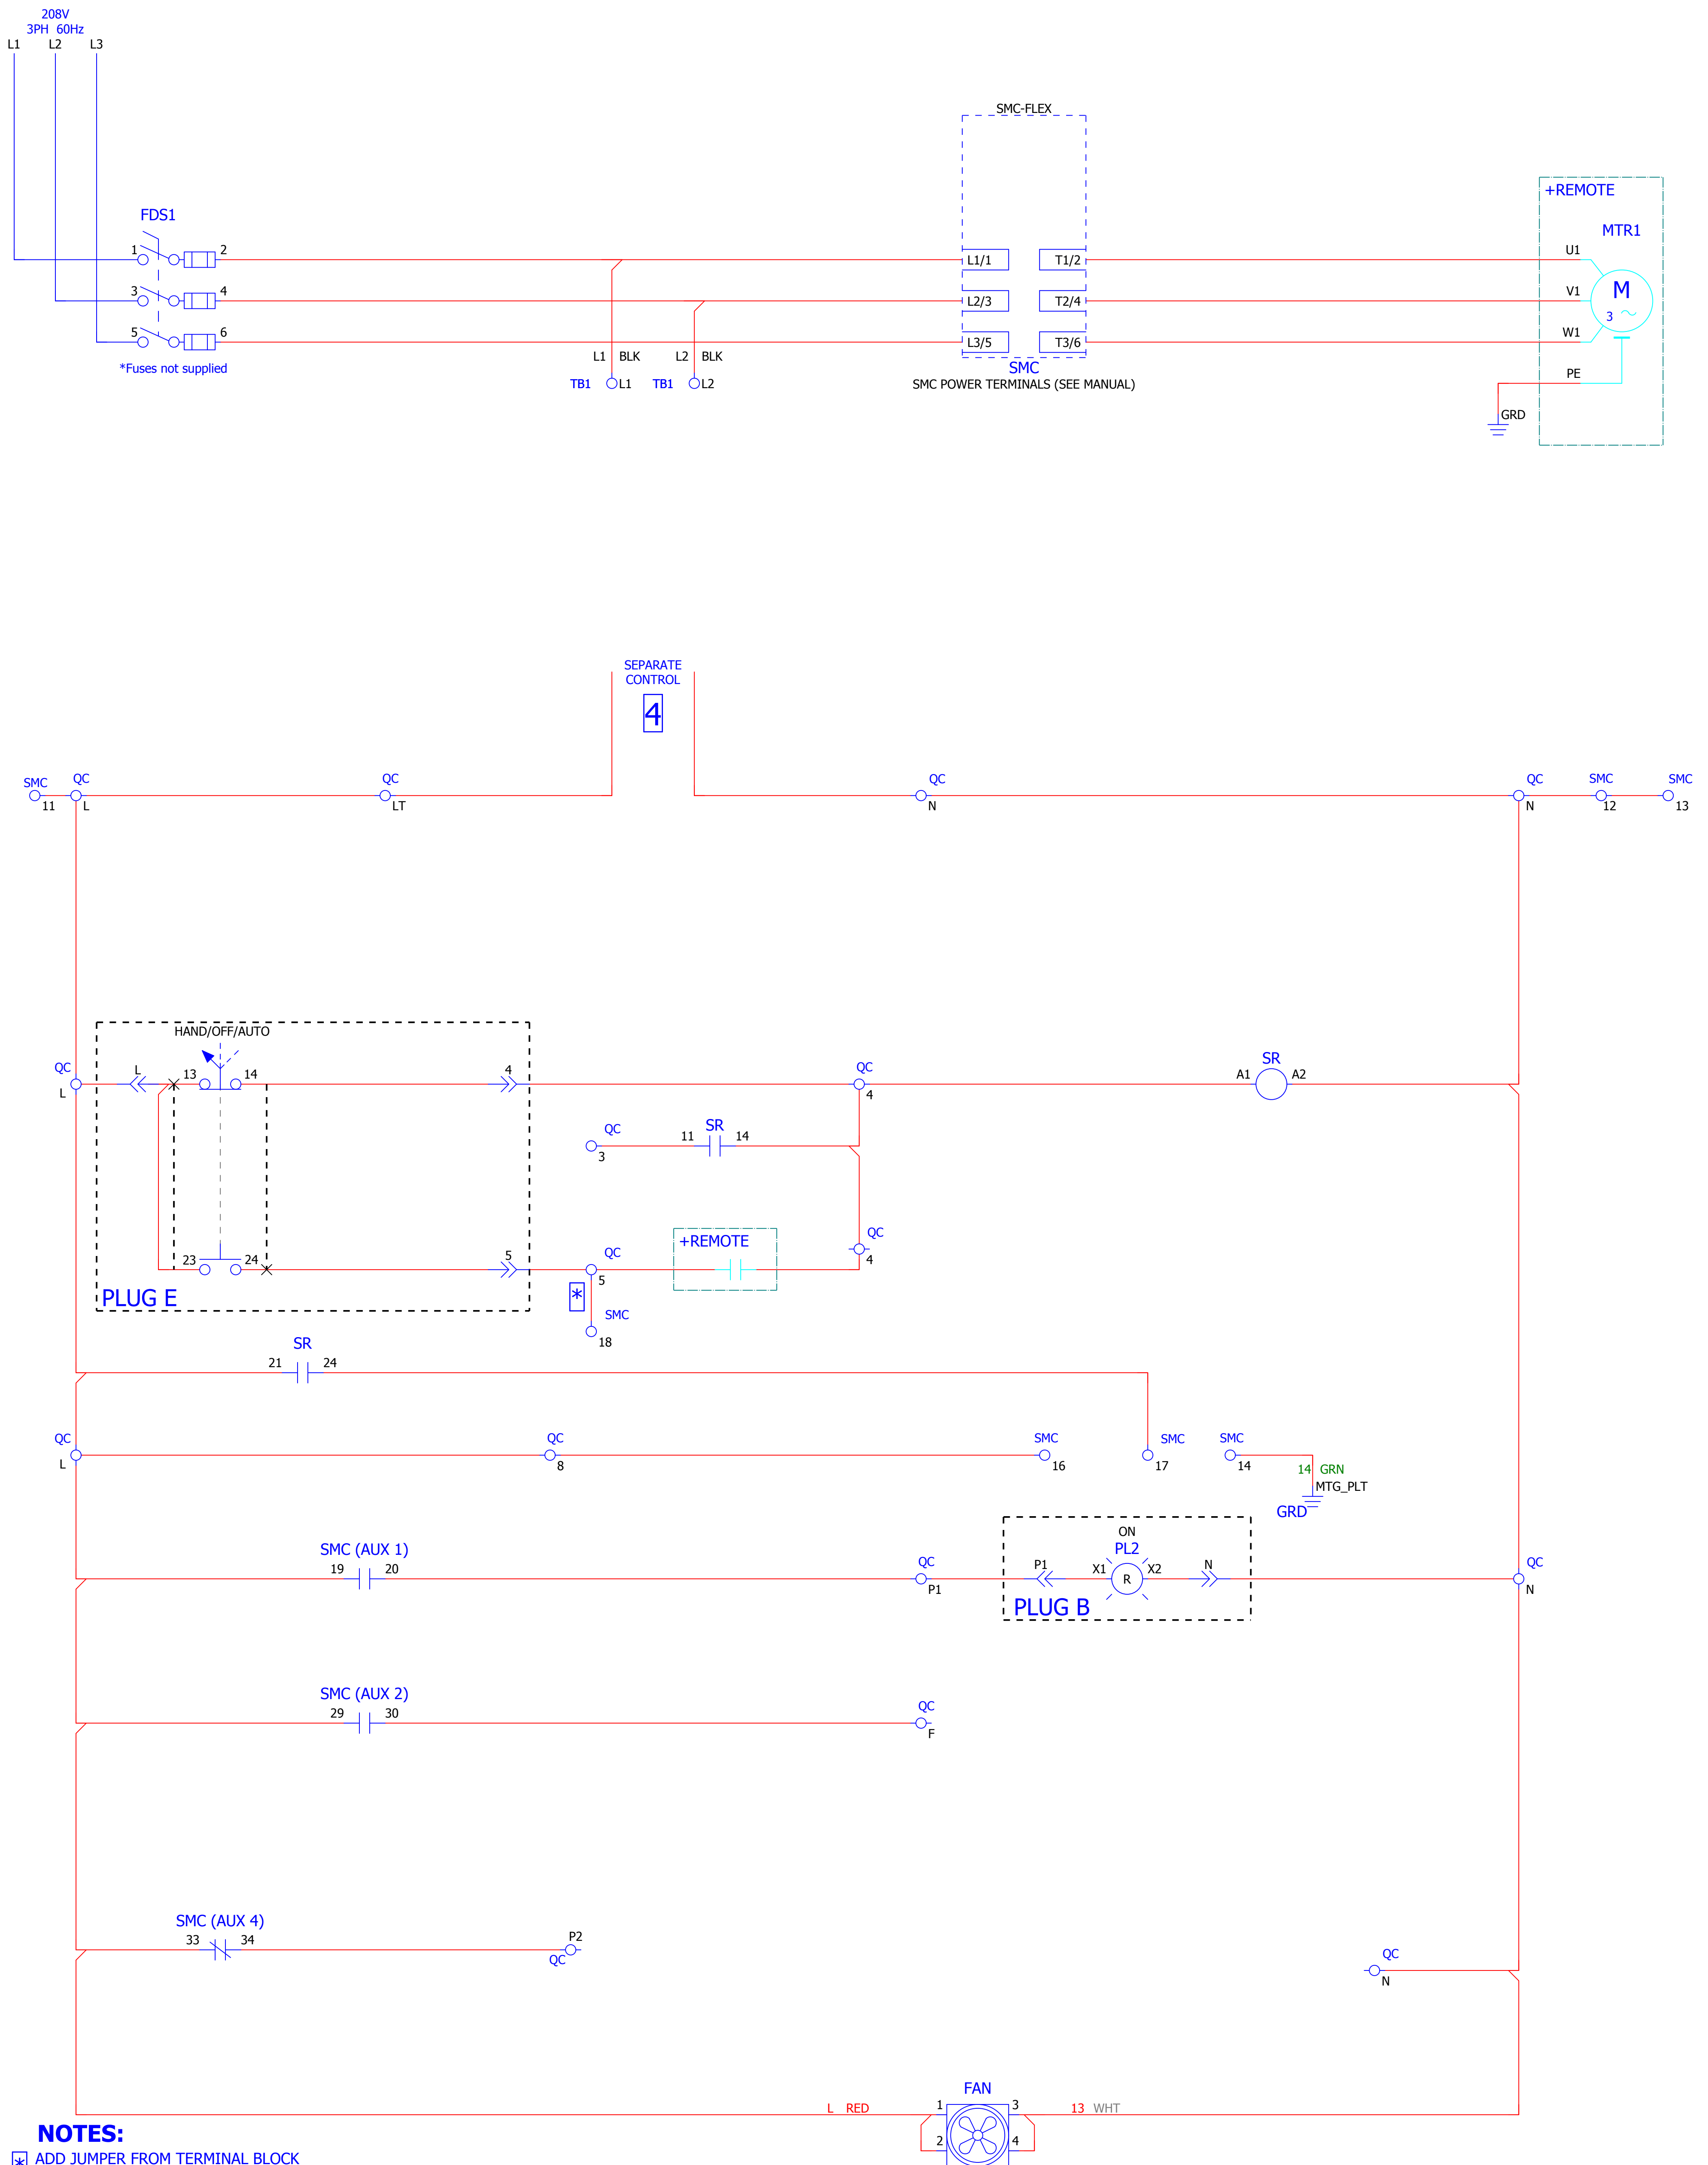 208V
3PH 60Hz
L1 L2 L3
SMC-FLEX
+REMOTE
FDS1
MTR1
1 2 L1/1 T1/2 U1
3 4 L2/3 T2/4 V1
M
3
5 6 L3/5 T3/6 W1
*Fuses not supplied
L1 BLK L2 BLK
SMC
PE
TB1 L1 TB1 L2
SMC POWER TERMINALS (SEE MANUAL)
GRD
SEPARATE
CONTROL
4
SMC QC QC QC QC SMC SMC
11 L LT N N 12 13
HAND/OFF/AUTO
QC L 13 14 4 QC SR
A1 A2
L 4
QC SR
11 14
3
QC
+REMOTE
23 24 5 QC
4
5
PLUG E
*
SMC
18
SR
21 24
QC QC SMC SMC SMC
L 8 16 17 14
14 GRN
MTG_PLT
GRD
ON
SMC (AUX 1) PL2
19 20 QC P1 X1 X2 N QC
R
P1 N
PLUG B
SMC (AUX 2)
29 30 QC
F
SMC (AUX 4)
33 34 P2
QC
QC
N
FAN
L RED 1 3 13 WHT
2 4
NOTES:
* ADD JUMPER FROM TERMINAL BLOCK